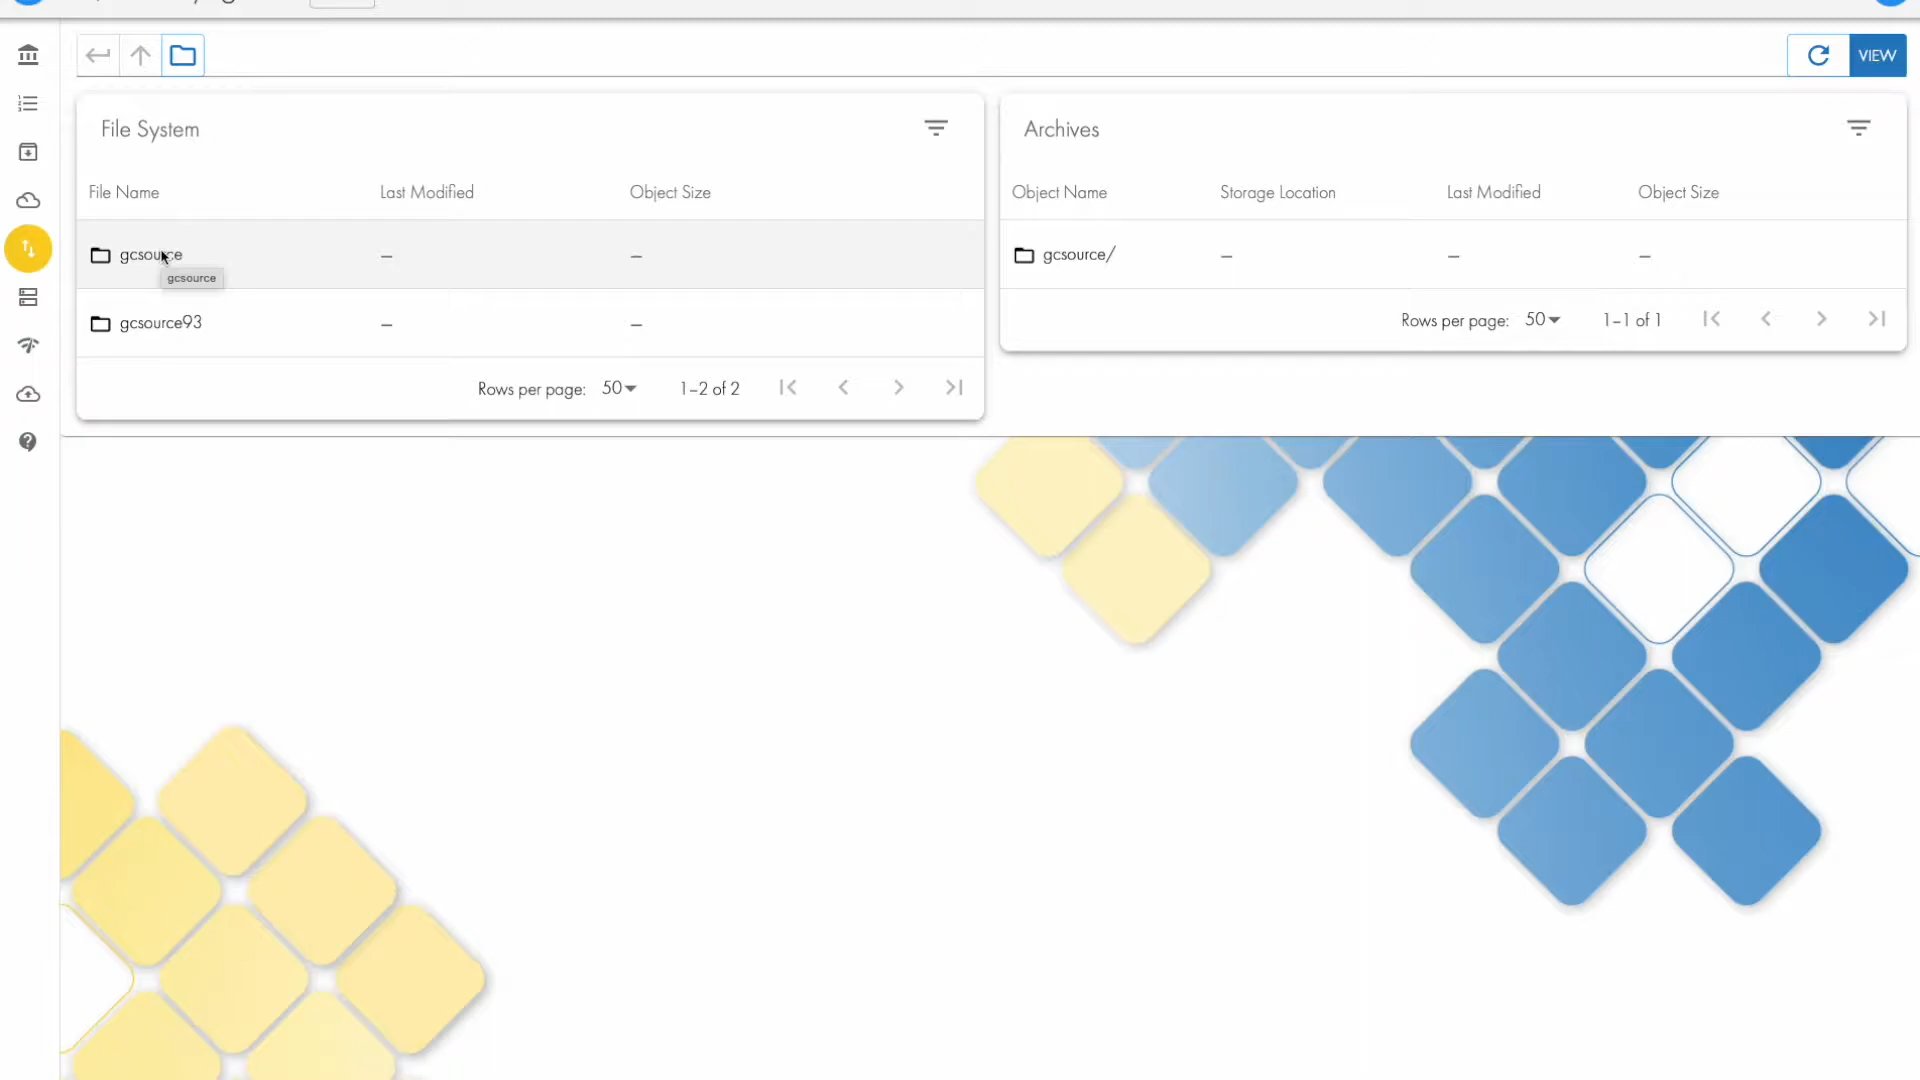 VIEW
File System
File Name Last Modified Object Size
gcsource – –
gcsource
gcsource93 – –
Rows per page: 50 1–2 of 2
Archives
Object Name Storage Location Last Modified Object Size
gcsource/ – – –
Rows per page: 50 1–1 of 1